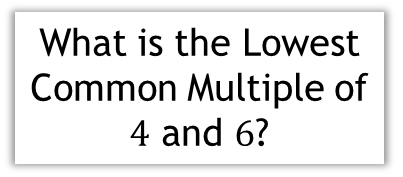 What is the Lowest
Common Multiple of
4 and 6?